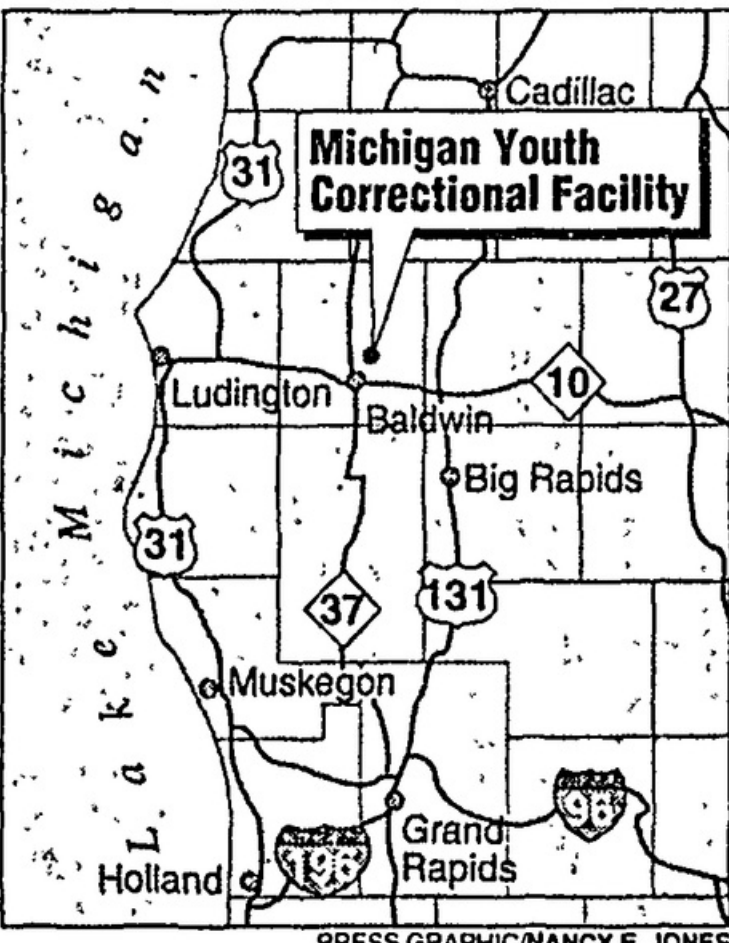 Cadillac
Michigan Youth
Correctional Facility
31
27
Ludington
10
Baldwin
Big Rapids
31
37
131
Muskegon
96
Grand
Rapids
196
Holland
Lake Michigan
PRESS GRAPHIC/NANCY E. JONES